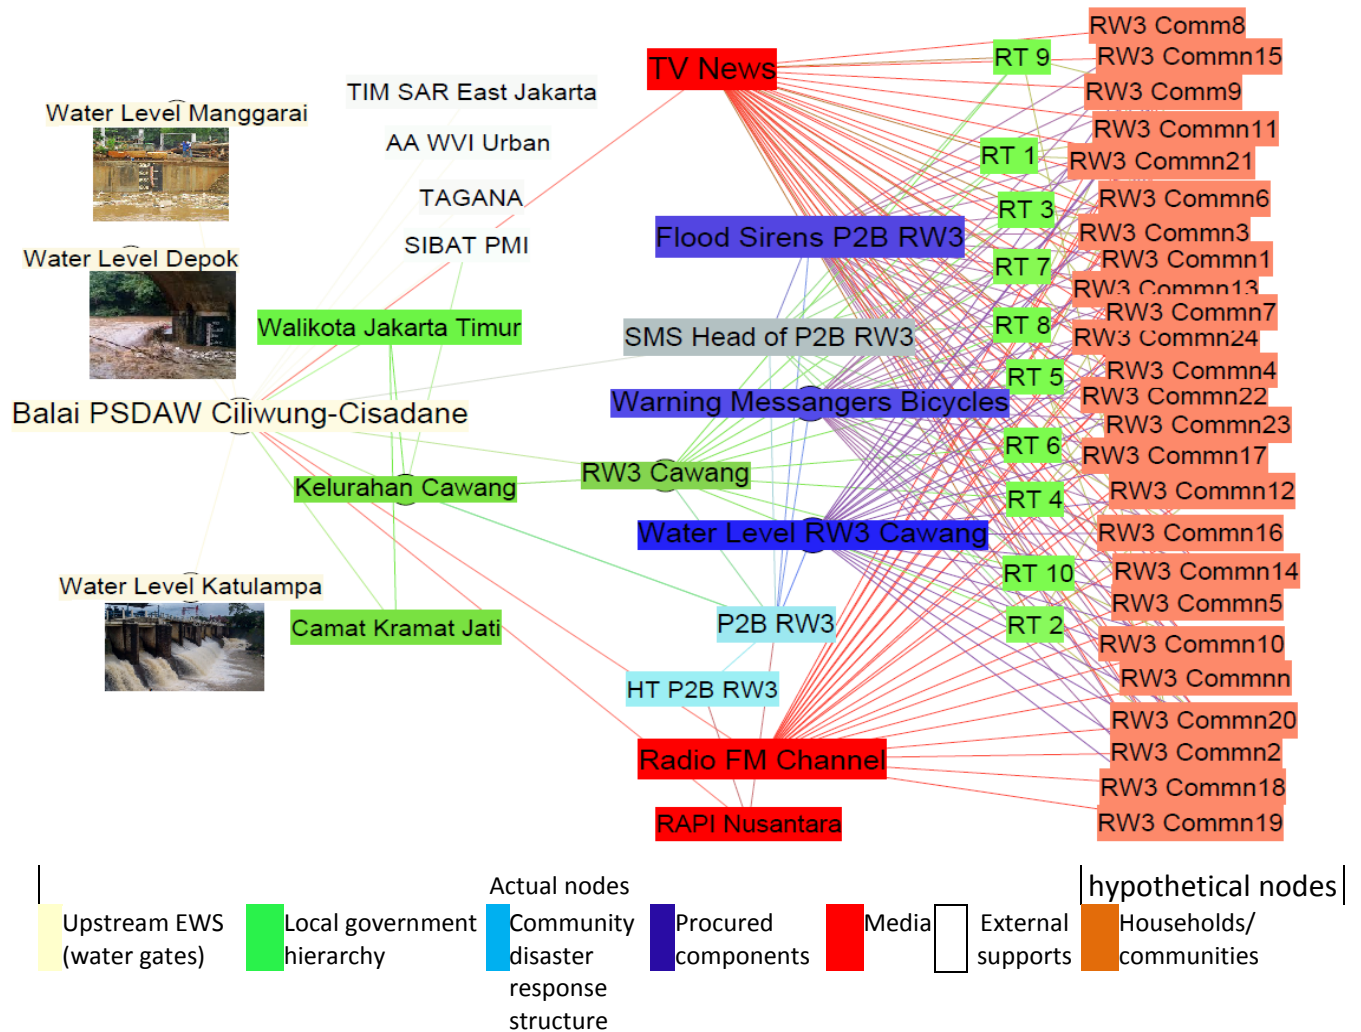 TV News
TIM SAR East Jakarta
AA WVI Urban
TAGANA
SIBAT PMI
Water Level Manggarai
Water Level Depok
Walikota Jakarta Timur
Balai PSDAW Ciliwung-Cisadane
Kelurahan Cawang
Water Level Katulampa
Camat Kramat Jati
Flood Sirens P2B RW3
SMS Head of P2B RW3
Warning Messangers Bicycles
RW3 Cawang
Water Level RW3 Cawang
P2B RW3
HT P2B RW3
Radio FM Channel
RAPI Nusantara
RT 9
RT 1
RT 3
RT 7
RT 8
RT 5
RT 6
RT 4
RT 10
RT 2
RW3 Comm8
RW3 Commn15
RW3 Comm9
RW3 Commn11
RW3 Commn21
RW3 Commn6
RW3 Commn3
RW3 Commn1
RW3 Commn13
RW3 Commn7
RW3 Commn24
RW3 Commn4
RW3 Commn22
RW3 Commn23
RW3 Commn17
RW3 Commn12
RW3 Commn16
RW3 Commn14
RW3 Commn5
RW3 Commn10
RW3 Commnn
RW3 Commn20
RW3 Commn2
RW3 Commn18
RW3 Commn19
Actual nodes
hypothetical nodes
Upstream EWS
(water gates)
Local government
hierarchy
Community
disaster
response
structure
Procured
components
Media
External
supports
Households/
communities